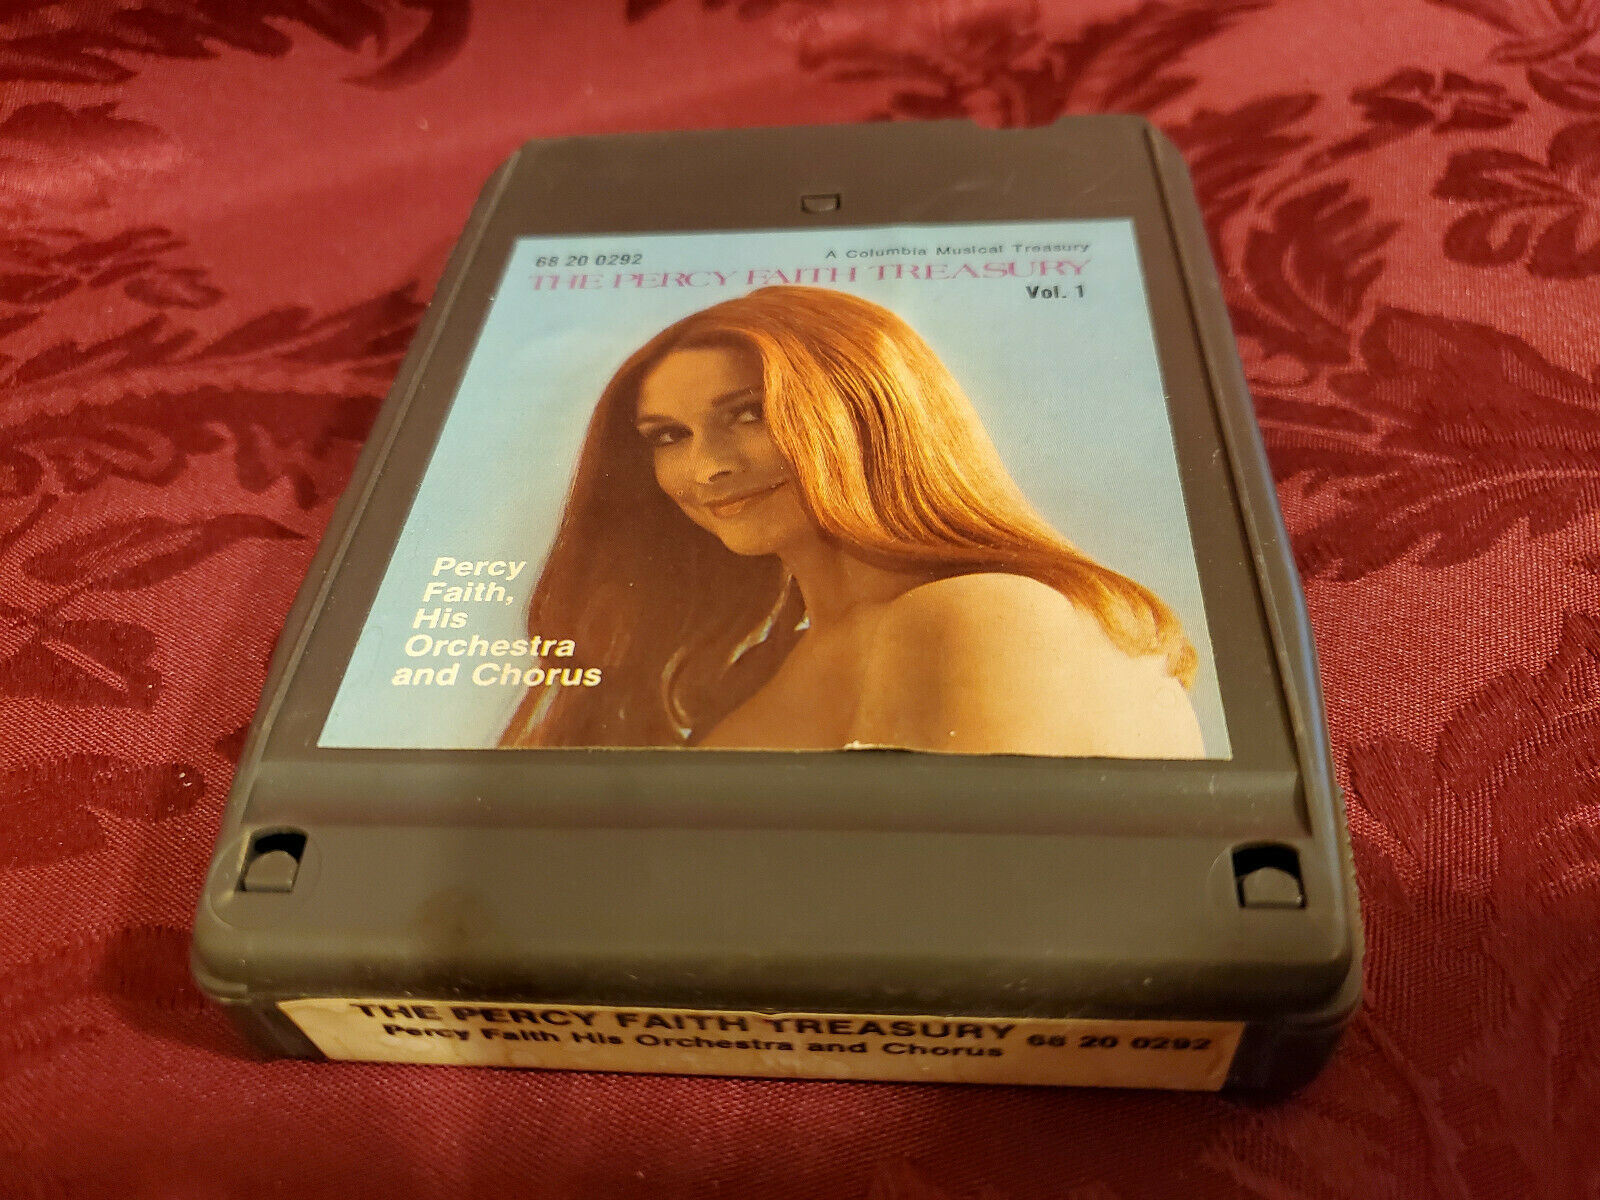 68 20 0292
A Columbia Musical Treasury
THE PERCY FAITH TREASURY
Vol. 1
Percy
Faith,
His
Orchestra
and Chorus
THE PERCY FAITH TREASURY
Percy Faith His Orchestra and Chorus
68 20 0292